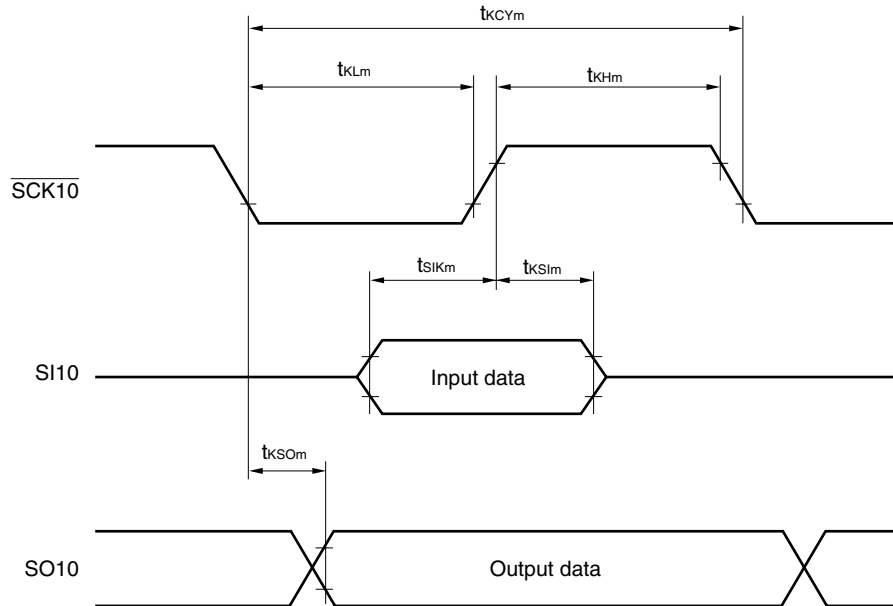 tKCYm
tKLm
tKHm
SCK10
tSIKm
tKSIm
SI10
Input data
tKSOm
SO10
Output data